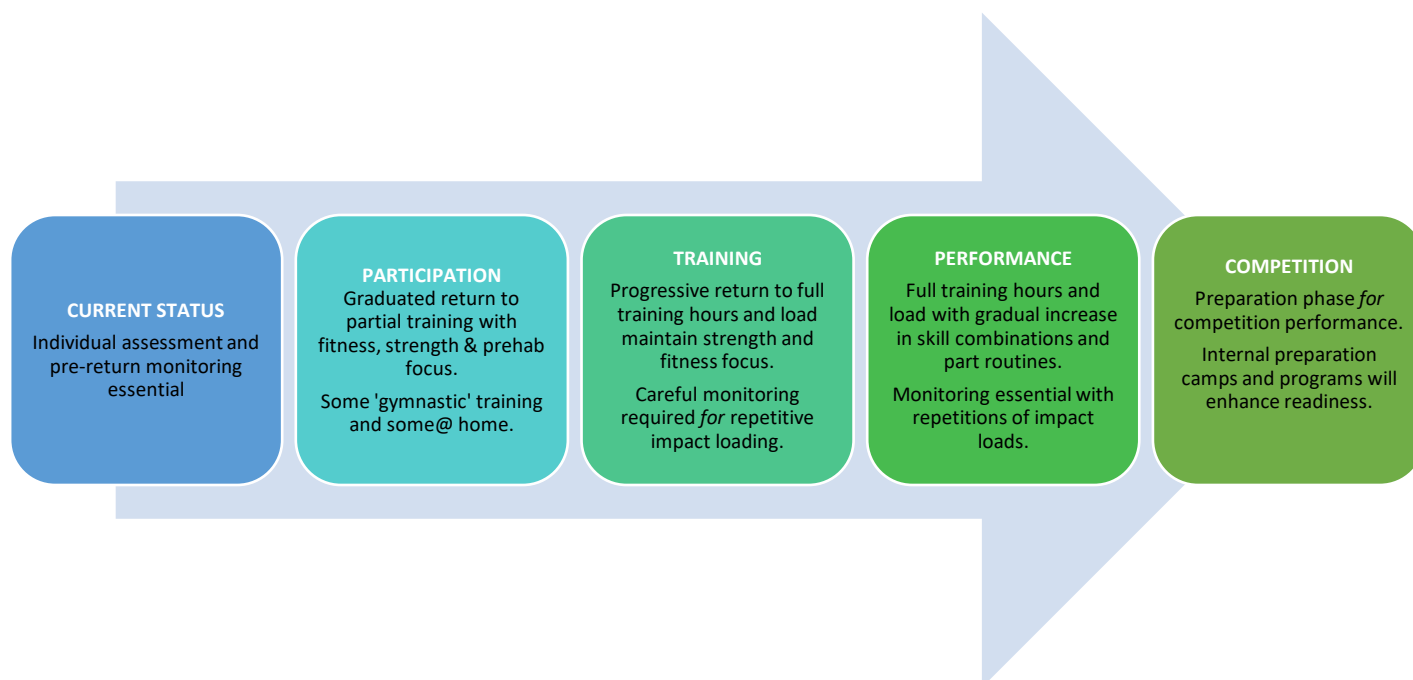 CURRENT STATUS
Individual assessment and
pre-return monitoring
essential
PARTICIPATION
Graduated return to
partial training with
fitness, strength & prehab
focus.
Some 'gymnastic' training
and some@ home.
TRAINING
Progressive return to full
training hours and load
maintain strength and
fitness focus.
Careful monitoring
required for repetitive
impact loading.
PERFORMANCE
Full training hours and
load with gradual increase
in skill combinations and
part routines.
Monitoring essential with
repetitions of impact
loads.
COMPETITION
Preparation phase for
competition performance.
Internal preparation
camps and programs will
enhance readiness.